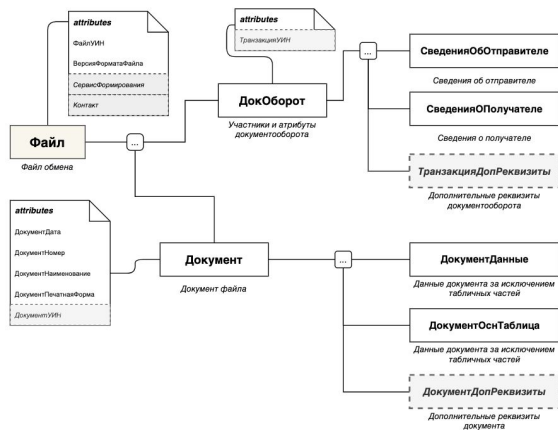 attributes
ФайлУИН
ВерсияФорматаФайла
СервисФормирования
Контакт
Файл
Файл обмена
...
attributes
ТранзакцияУИН
ДокОборот
Участники и атрибуты
документооборота
...
СведенияОбОтправителе
Сведения об отправителе
СведенияОПолучателе
Сведения о получателе
ТранзакцияДопРеквизиты
Дополнительные реквизиты
документооборота
attributes
ДокументДата
ДокументНомер
ДокументНаименование
ДокументПечатнаяФорма
ДокументУИН
Документ
Документ файла
...
ДокументДанные
Данные документа за исключением
табличных частей
ДокументОснТаблица
Данные документа за исключением
табличных частей
ДокументДопРеквизиты
Дополнительные реквизиты
документа